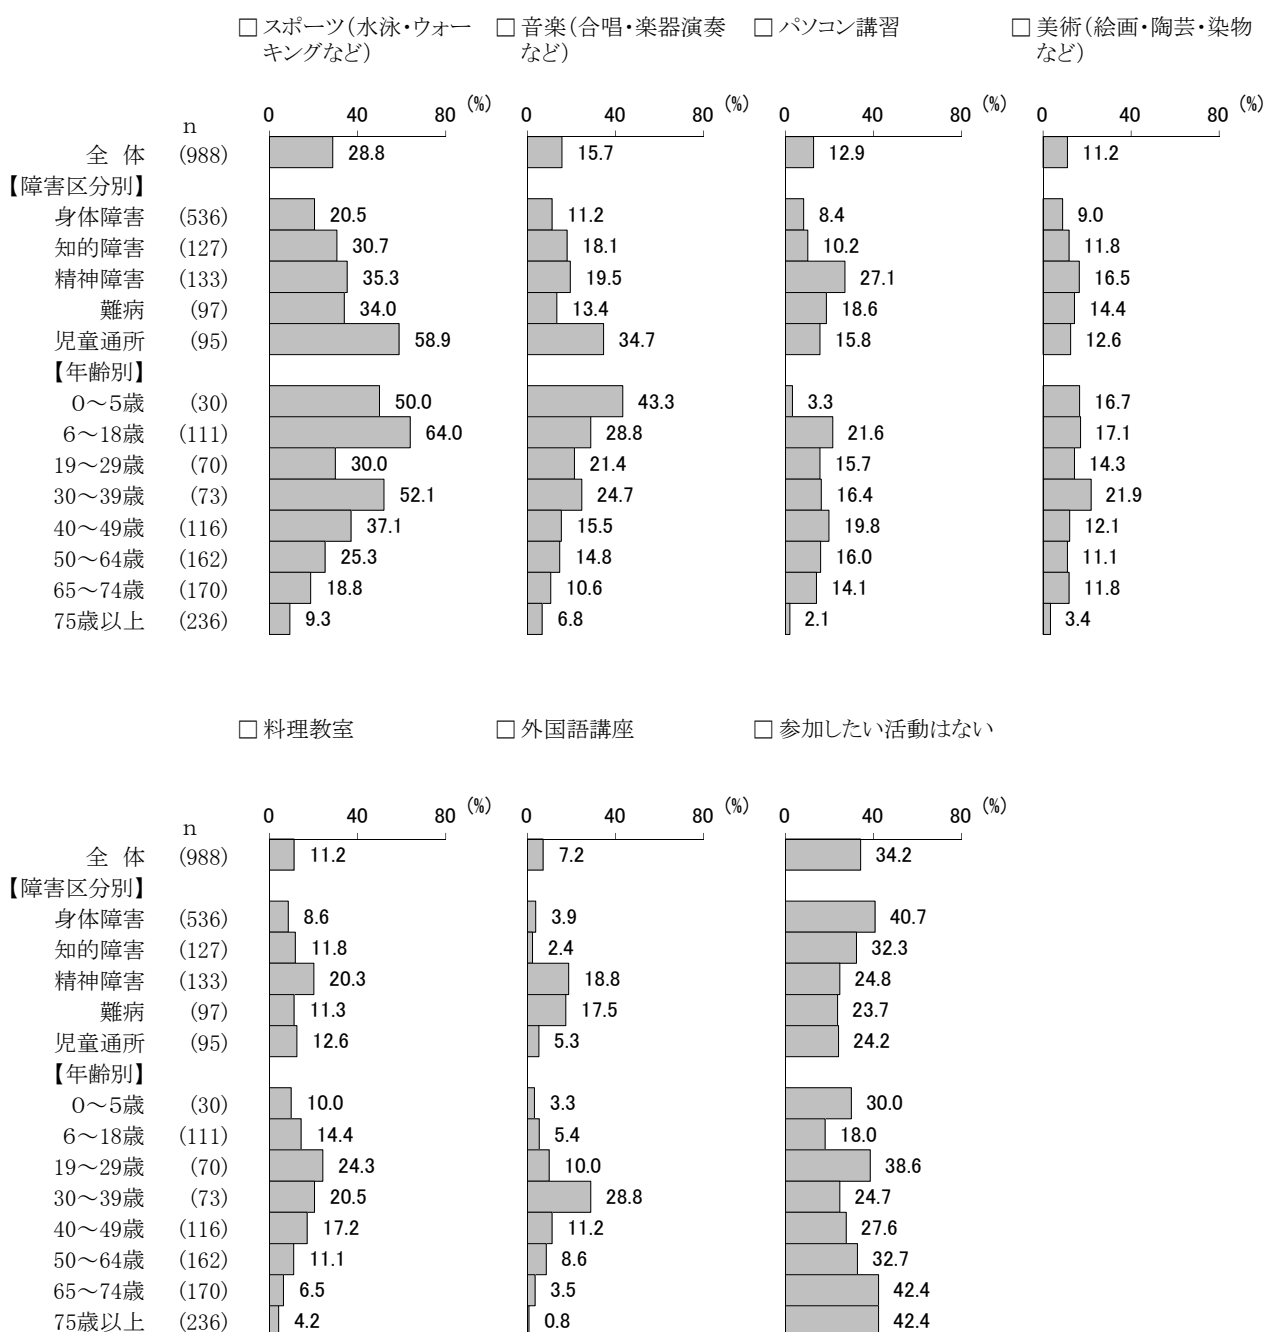 □ スポーツ(水泳・ウォー □ 音楽(合唱・楽器演奏 □ パソコン講習 □ 美術(絵画・陶芸・染物
キングなど) など) など)
0 40 80 (%) 0 40 80 (%) 0 40 80 (%) 0 40 80 (%)
n
全 体 (988) 28.8 15.7 12.9 11.2
【障害区分別】
身体障害 (536) 20.5 11.2 8.4 9.0
知的障害 (127) 30.7 18.1 10.2 11.8
精神障害 (133) 35.3 19.5 27.1 16.5
難病 (97) 34.0 13.4 18.6 14.4
児童通所 (95) 58.9 34.7 15.8 12.6
【年齢別】
0～5歳 (30) 50.0 43.3 3.3 16.7
6～18歳 (111) 64.0 28.8 21.6 17.1
19～29歳 (70) 30.0 21.4 15.7 14.3
30～39歳 (73) 52.1 24.7 16.4 21.9
40～49歳 (116) 37.1 15.5 19.8 12.1
50～64歳 (162) 25.3 14.8 16.0 11.1
65～74歳 (170) 18.8 10.6 14.1 11.8
75歳以上 (236) 9.3 6.8 2.1 3.4
□ 料理教室 □ 外国語講座 □ 参加したい活動はない
0 40 80 (%) 0 40 80 (%) 0 40 80 (%)
n
全 体 (988) 11.2 7.2 34.2
【障害区分別】
身体障害 (536) 8.6 3.9 40.7
知的障害 (127) 11.8 2.4 32.3
精神障害 (133) 20.3 18.8 24.8
難病 (97) 11.3 17.5 23.7
児童通所 (95) 12.6 5.3 24.2
【年齢別】
0～5歳 (30) 10.0 3.3 30.0
6～18歳 (111) 14.4 5.4 18.0
19～29歳 (70) 24.3 10.0 38.6
30～39歳 (73) 20.5 28.8 24.7
40～49歳 (116) 17.2 11.2 27.6
50～64歳 (162) 11.1 8.6 32.7
65～74歳 (170) 6.5 3.5 42.4
75歳以上 (236) 4.2 0.8 42.4